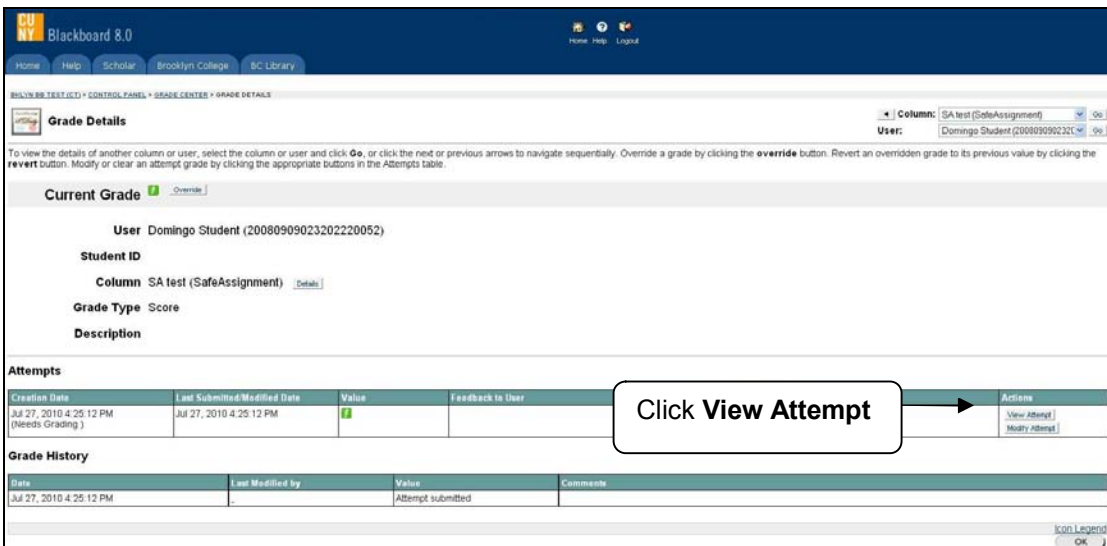 CU
NY
Blackboard 8.0
Home Help Logout
Home Help Scholar Brooklyn College BC Library
BKLYN BB TEST (CT) > CONTROL PANEL > GRADE CENTER > GRADE DETAILS
Grade Details
Column: SA test (SafeAssignment) Go
User: Domingo Student (2008090902320 Go
To view the details of another column or user, select the column or user and click Go, or click the next or previous arrows to navigate sequentially. Override a grade by clicking the override button. Revert an overridden grade to its previous value by clicking the
revert button. Modify or clear an attempt grade by clicking the appropriate buttons in the Attempts table.
Current Grade ! Override
User Domingo Student (20080909023202220052)
Student ID
Column SA test (SafeAssignment) Details
Grade Type Score
Description
Attempts
Creation Date Last Submitted/Modified Date Value Feedback to User Actions
Jul 27, 2010 4:25:12 PM Jul 27, 2010 4:25:12 PM ! View Attempt
(Needs Grading ) Modify Attempt
Click View Attempt
Grade History
Date Last Modified by Value Comments
Jul 27, 2010 4:25:12 PM Attempt submitted
Icon Legend
OK